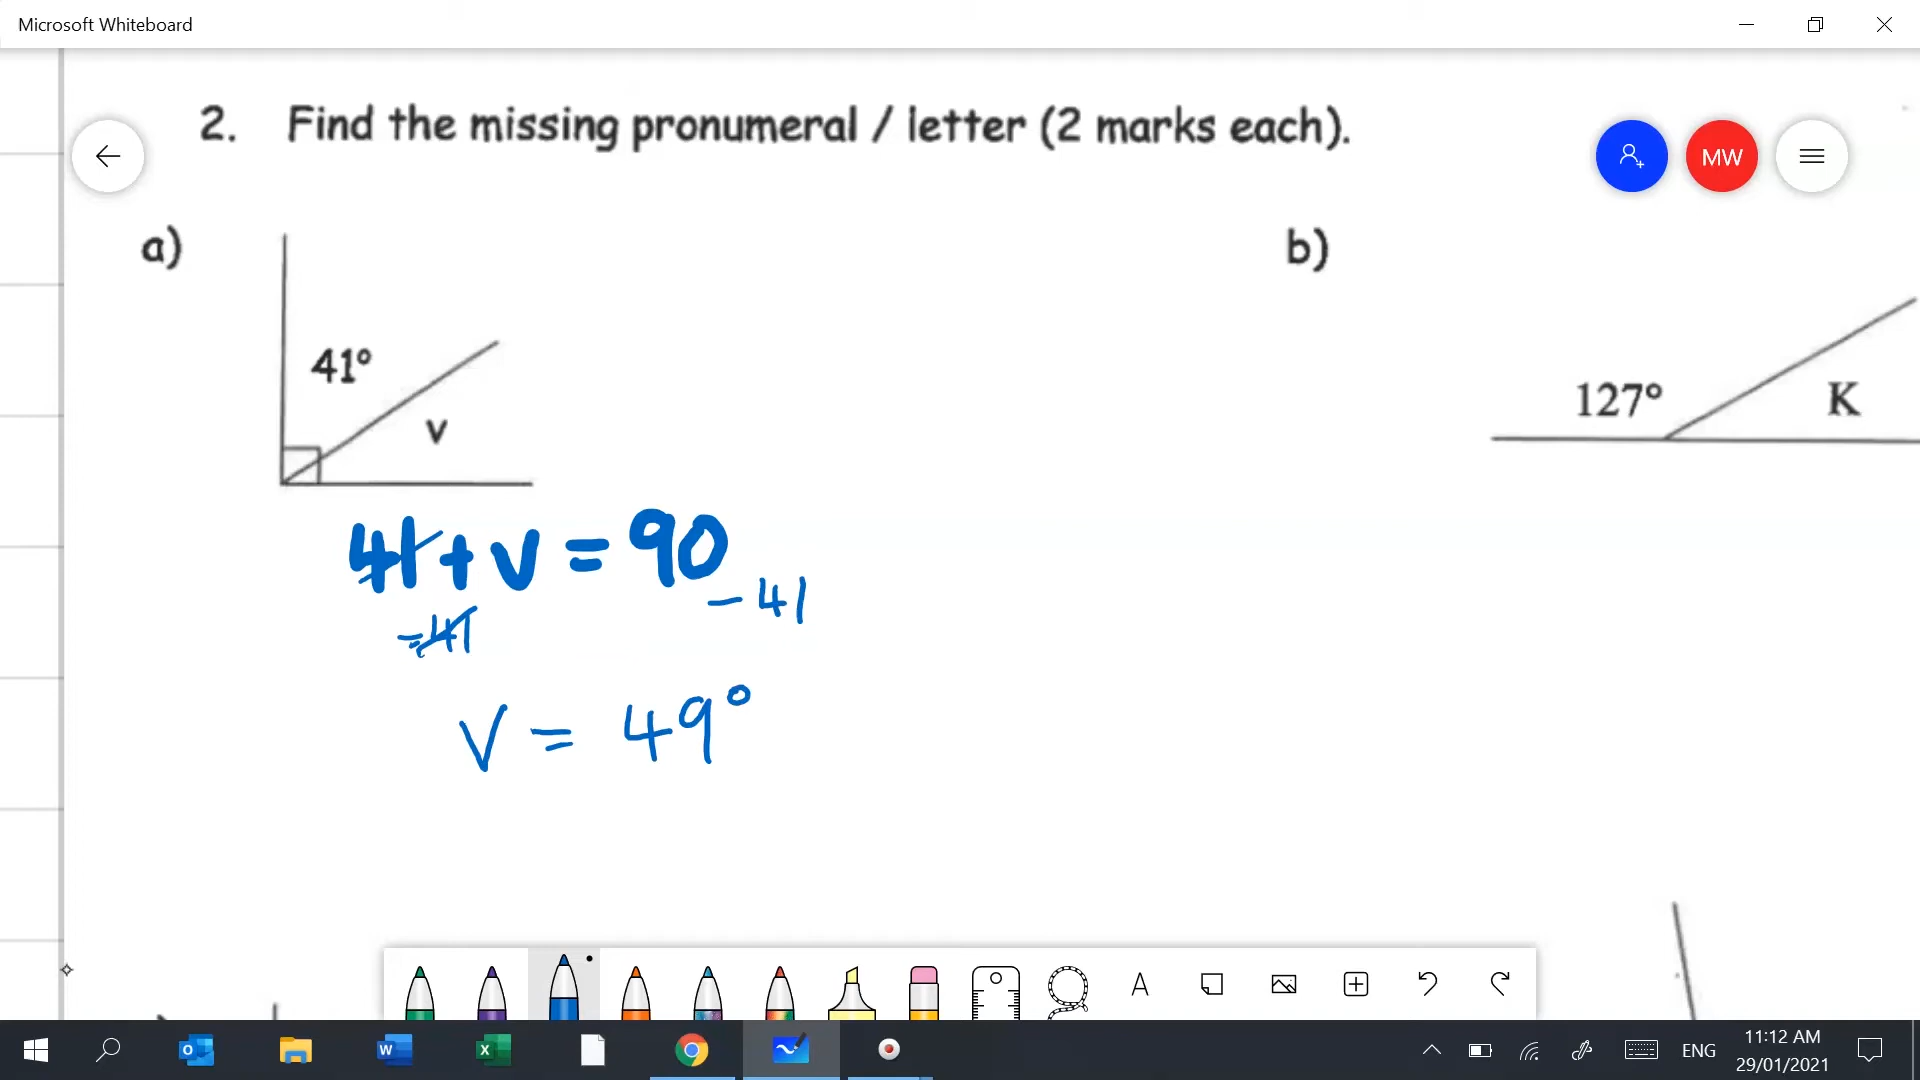 Microsoft Whiteboard
2. Find the missing pronumeral / letter (2 marks each).
MW
a)
b)
41°
v
127°
K
41+v=90
-41
-41
v = 49°
A
ENG
11:12 AM
29/01/2021